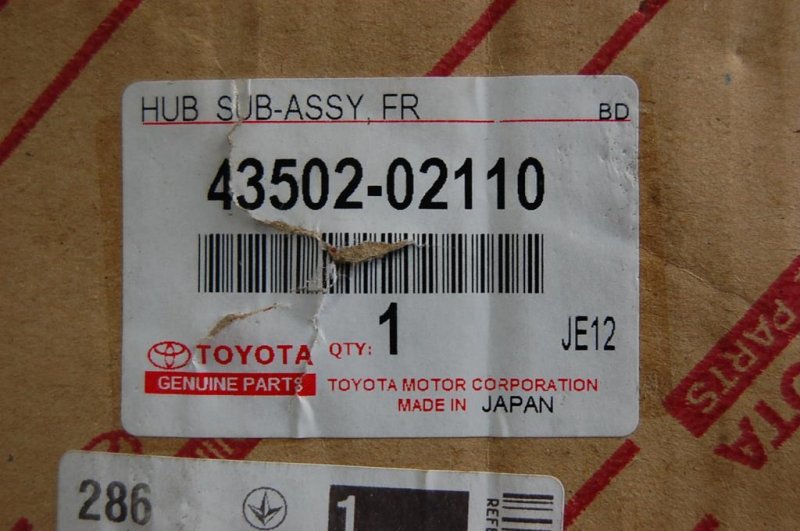 HUB SUB-ASSY, FR BD
43502-02110
TOYOTA QTY: 1 JE12
GENUINE PARTS TOYOTA MOTOR CORPORATION
MADE IN JAPAN
TOYOTA
PARTS
286 1